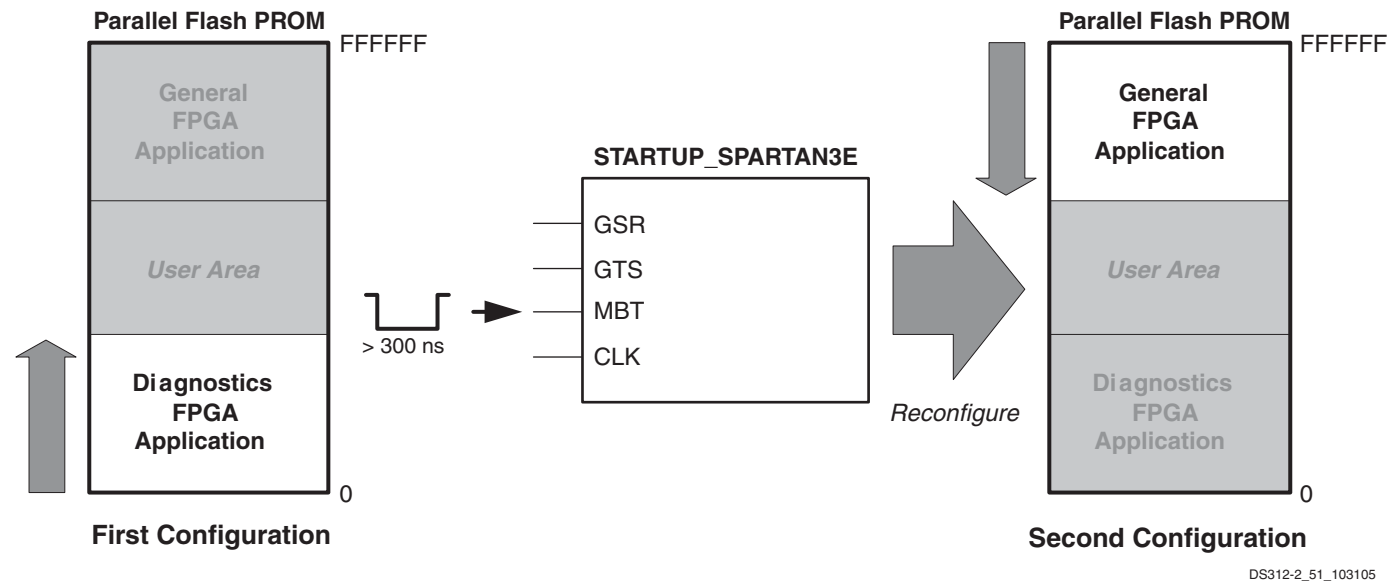 Parallel Flash PROM
FFFFFF
General
FPGA
Application
User Area
Diagnostics
FPGA
Application
0
First Configuration
> 300 ns
STARTUP_SPARTAN3E
GSR
GTS
MBT
CLK
Reconfigure
Parallel Flash PROM
FFFFFF
General
FPGA
Application
User Area
Diagnostics
FPGA
Application
0
Second Configuration
DS312-2_51_103105